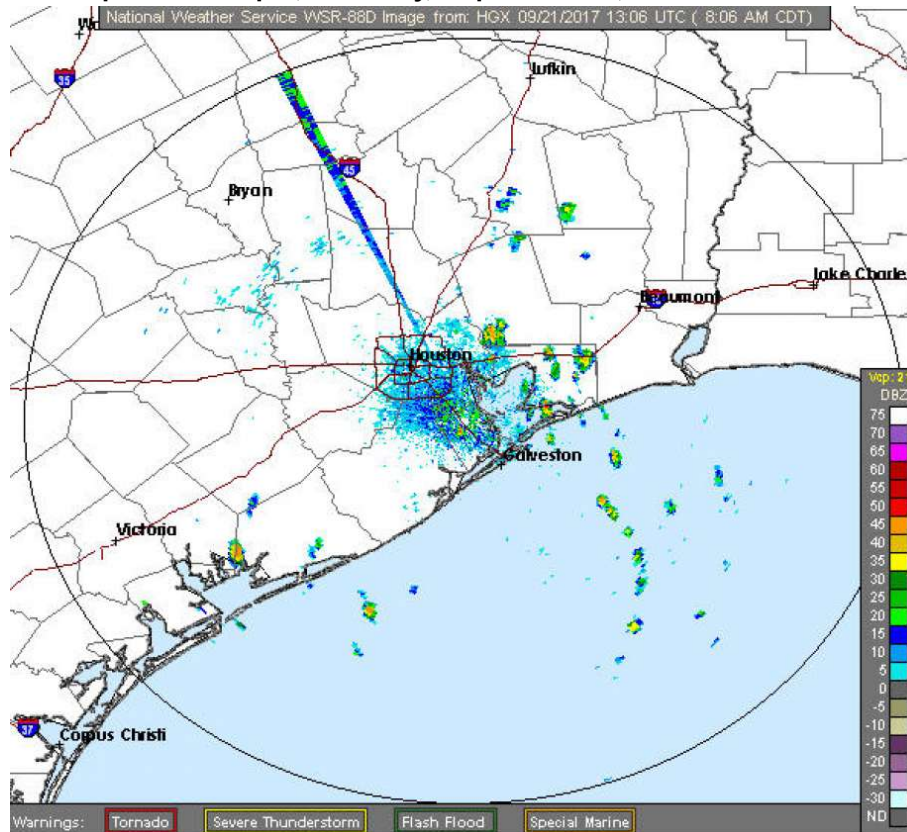 National Weather Service WSR-88D Image from: HGX 09/21/2017 13:06 UTC ( 8:06 AM CDT)
35
Lufkin
45
Bryan
Lake Charle
Beaumont
Houston
Vcp: 21
DBZ
75
70
65
60
55
50
45
40
35
30
25
20
15
10
5
0
-5
-10
-15
-20
-25
-30
ND
Galveston
Victoria
37
Corpus Christi
Warnings: Tornado Severe Thunderstorm Flash Flood Special Marine